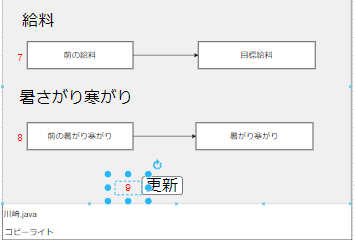 給料
7 前の給料 目標給料
暑さがり寒がり
8 前の暑がり寒がり 暑がり寒がり
9 更新
川崎.java
コピーライト